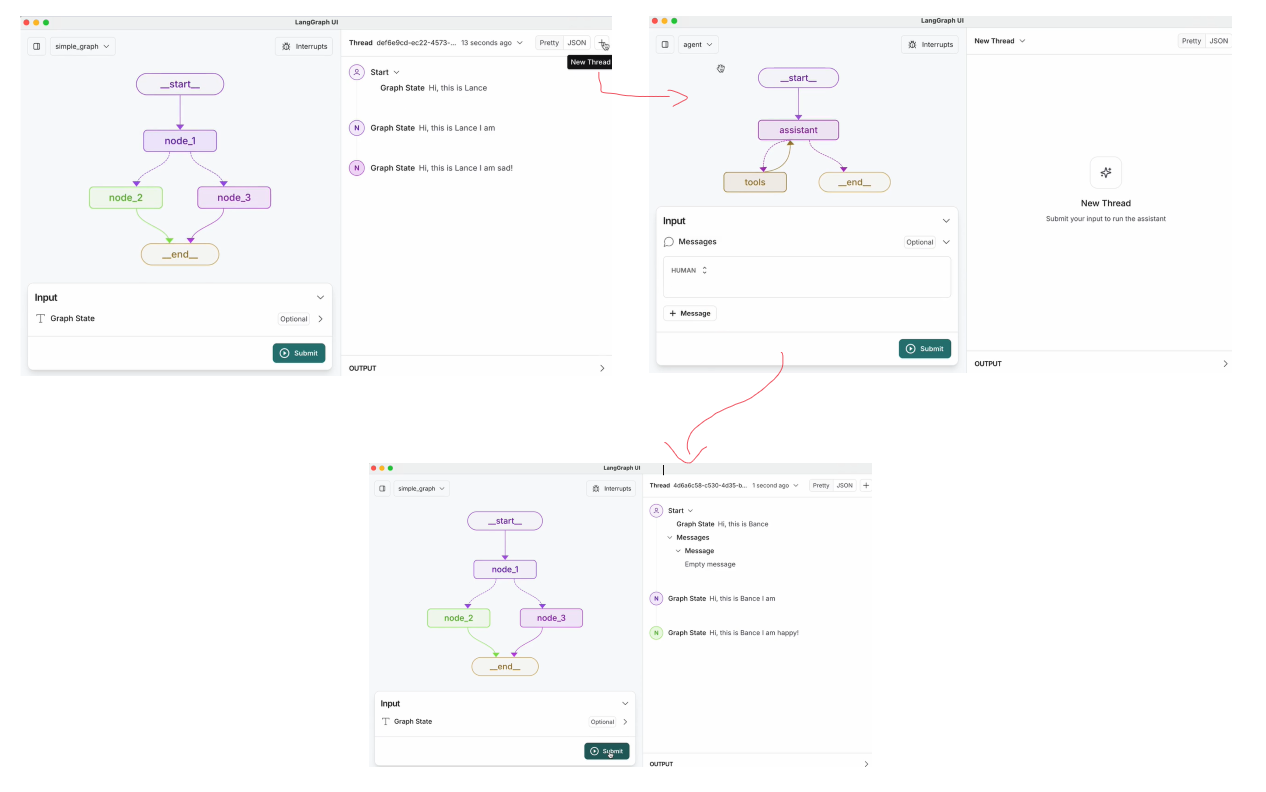 LangGraph UI
simple_graph
Interrupts
__start__
node_1
node_2
node_3
__end__
Input
Graph State
Optional
Submit
Thread def6e9cd-ec22-4573-... 13 seconds ago
Pretty JSON
New Thread
Start
Graph State Hi, this is Lance
N Graph State Hi, this is Lance I am
N Graph State Hi, this is Lance I am sad!
OUTPUT
LangGraph UI
agent
Interrupts
__start__
assistant
tools
__end__
Input
Messages
Optional
HUMAN
+ Message
Submit
New Thread
Pretty JSON
New Thread
Submit your input to run the assistant
OUTPUT
LangGraph UI
simple_graph
Interrupts
__start__
node_1
node_2
node_3
__end__
Input
Graph State
Optional
Submit
Thread 4d6a6c58-c530-4d35-b... 1 second ago
Pretty JSON +
Start
Graph State Hi, this is Bance
Messages
Message
Empty message
N Graph State Hi, this is Bance I am
N Graph State Hi, this is Bance I am happy!
OUTPUT